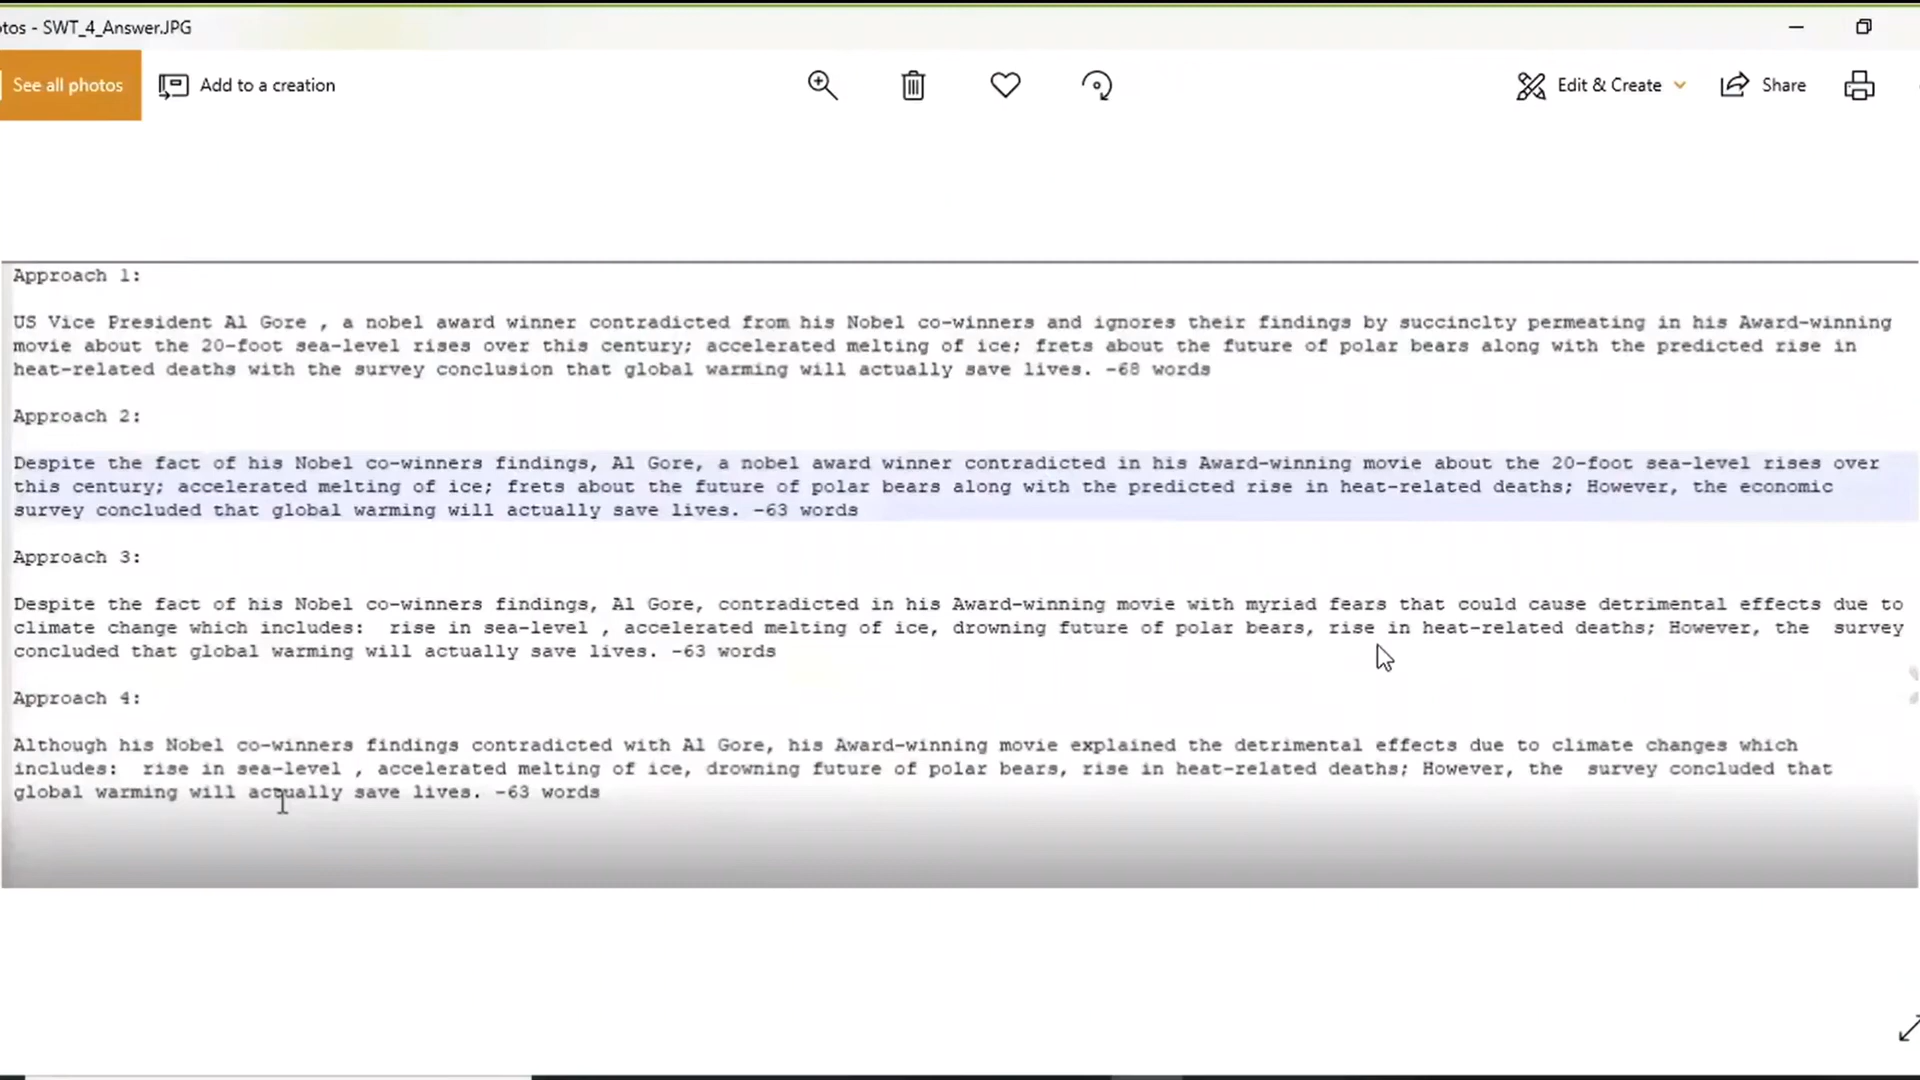 otos - SWT_4_Answer.JPG
See all photos
Add to a creation
Edit & Create
Share
Approach 1:
US Vice President Al Gore , a nobel award winner contradicted from his Nobel co-winners and ignores their findings by succinclty permeating in his Award-winning
movie about the 20-foot sea-level rises over this century; accelerated melting of ice; frets about the future of polar bears along with the predicted rise in
heat-related deaths with the survey conclusion that global warming will actually save lives. -68 words
Approach 2:
Despite the fact of his Nobel co-winners findings, Al Gore, a nobel award winner contradicted in his Award-winning movie about the 20-foot sea-level rises over
this century; accelerated melting of ice; frets about the future of polar bears along with the predicted rise in heat-related deaths; However, the economic
survey concluded that global warming will actually save lives. -63 words
Approach 3:
Despite the fact of his Nobel co-winners findings, Al Gore, contradicted in his Award-winning movie with myriad fears that could cause detrimental effects due to
climate change which includes:  rise in sea-level , accelerated melting of ice, drowning future of polar bears, rise in heat-related deaths; However, the  survey
concluded that global warming will actually save lives. -63 words
Approach 4:
Although his Nobel co-winners findings contradicted with Al Gore, his Award-winning movie explained the detrimental effects due to climate changes which
includes:  rise in sea-level , accelerated melting of ice, drowning future of polar bears, rise in heat-related deaths; However, the  survey concluded that
global warming will actually save lives. -63 words